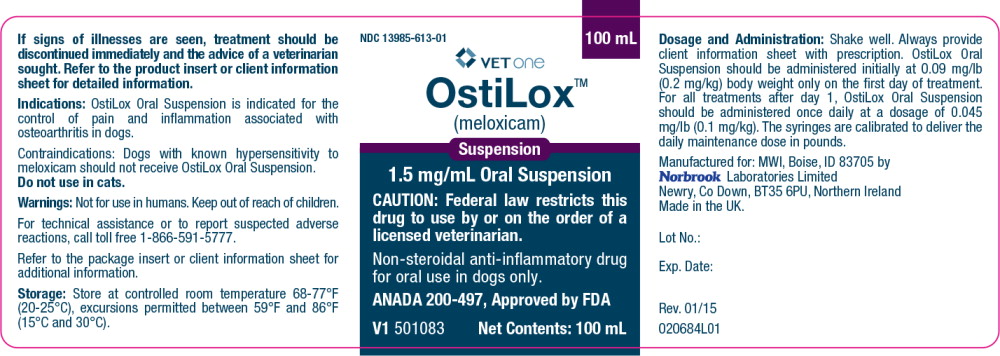 If signs of illnesses are seen, treatment should be
discontinued immediately and the advice of a veterinarian
sought. Refer to the product insert or client information
sheet for detailed information.
Indications: OstiLox Oral Suspension is indicated for the
control of pain and inflammation associated with
osteoarthritis in dogs.
Contraindications: Dogs with known hypersensitivity to
meloxicam should not receive OstiLox Oral Suspension.
Do not use in cats.
Warnings: Not for use in humans. Keep out of reach of children.
For technical assistance or to report suspected adverse
reactions, call toll free 1-866-591-5777.
Refer to the package insert or client information sheet for
additional information.
Storage: Store at controlled room temperature 68-77°F
(20-25°C), excursions permitted between 59°F and 86°F
(15°C and 30°C).
NDC 13985-613-01
100 mL
VET ONE
OstiLox™
(meloxicam)
Suspension
1.5 mg/mL Oral Suspension
CAUTION: Federal law restricts this
drug to use by or on the order of a
licensed veterinarian.
Non-steroidal anti-inflammatory drug
for oral use in dogs only.
ANADA 200-497, Approved by FDA
V1 501083 Net Contents: 100 mL
Dosage and Administration: Shake well. Always provide
client information sheet with prescription. OstiLox Oral
Suspension should be administered initially at 0.09 mg/lb
(0.2 mg/kg) body weight only on the first day of treatment.
For all treatments after day 1, OstiLox Oral Suspension
should be administered once daily at a dosage of 0.045
mg/lb (0.1 mg/kg). The syringes are calibrated to deliver the
daily maintenance dose in pounds.
Manufactured for: MWI, Boise, ID 83705 by
Norbrook Laboratories Limited
Newry, Co Down, BT35 6PU, Northern Ireland
Made in the UK.
Lot No.:
Exp. Date:
Rev. 01/15
020684L01